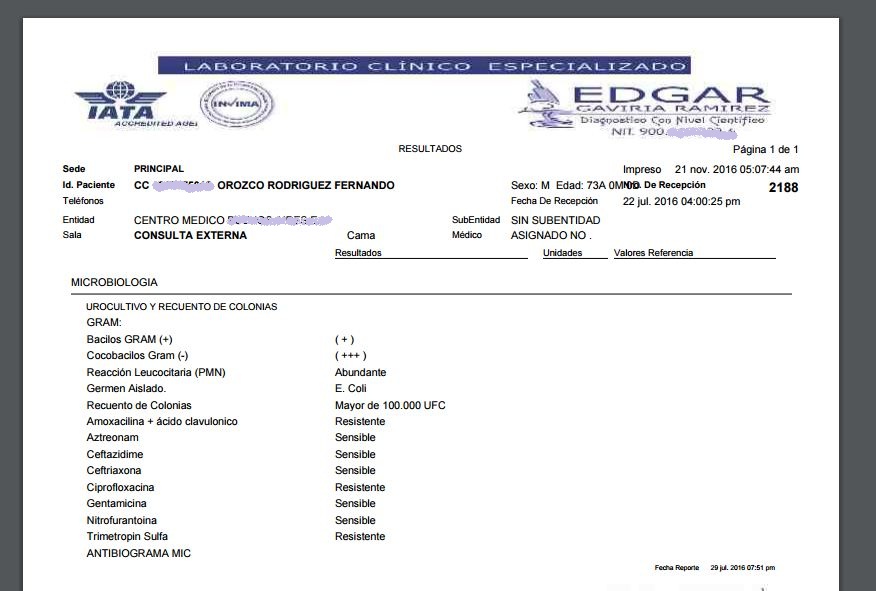 LABORATORIO CLÍNICO ESPECIALIZADO
IATA
ACCREDITED AGENT
INVIMA
EDGAR
GAVIRIA RAMIREZ
Diagnostico Con Nivel Científico
NIT. 900.
RESULTADOS
Página 1 de 1
Sede PRINCIPAL
Impreso 21 nov. 2016 05:07:44 am
Id. Paciente CC OROZCO RODRIGUEZ FERNANDO
Sexo: M Edad: 73A 0M De Recepción 2188
Teléfonos
Fecha De Recepción 22 jul. 2016 04:00:25 pm
Entidad CENTRO MEDICO
SubEntidad SIN SUBENTIDAD
Sala CONSULTA EXTERNA Cama
Médico ASIGNADO NO .
Resultados Unidades Valores Referencia
MICROBIOLOGIA
UROCULTIVO Y RECUENTO DE COLONIAS
GRAM:
Bacilos GRAM (+) ( + )
Cocobacilos Gram (-) ( +++ )
Reacción Leucocitaria (PMN) Abundante
Germen Aislado. E. Coli
Recuento de Colonias Mayor de 100.000 UFC
Amoxacilina + ácido clavulonico Resistente
Aztreonam Sensible
Ceftazidime Sensible
Ceftriaxona Sensible
Ciprofloxacina Resistente
Gentamicina Sensible
Nitrofurantoina Sensible
Trimetropin Sulfa Resistente
ANTIBIOGRAMA MIC
Fecha Reporte 29 jul. 2016 07:51 pm